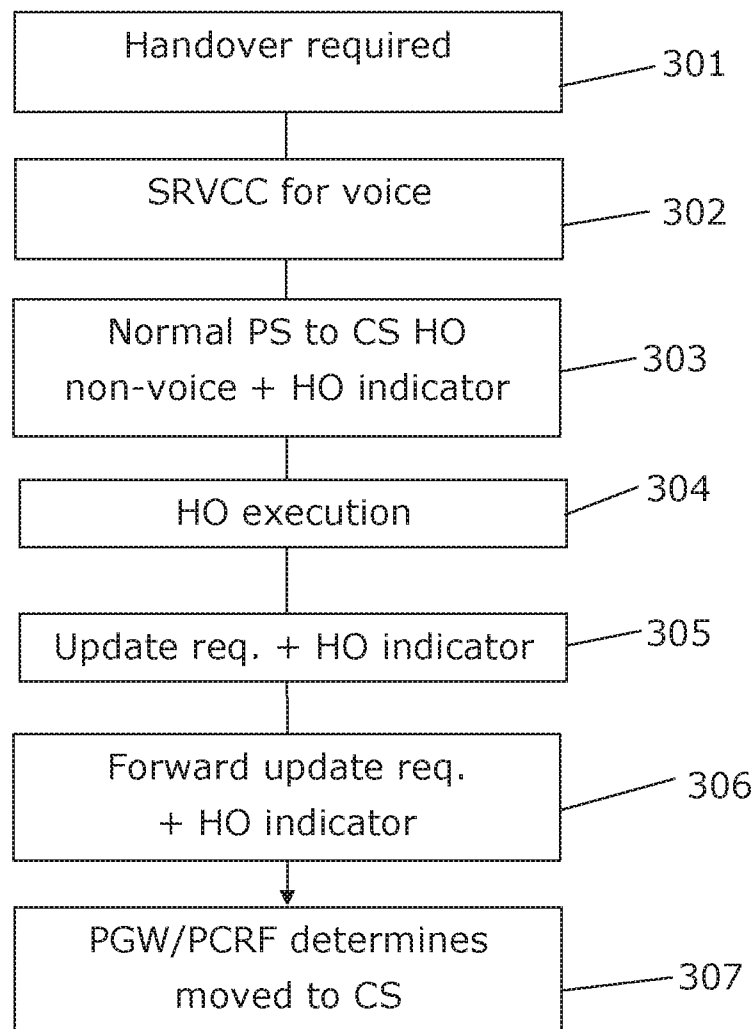 Handover required
301
SRVCC for voice
302
Normal PS to CS HO
non-voice + HO indicator
303
HO execution
304
Update req. + HO indicator
305
Forward update req.
+ HO indicator
306
PGW/PCRF determines
moved to CS
307